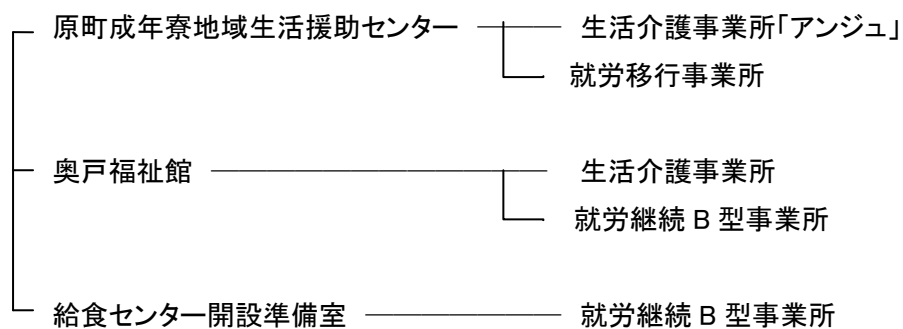 原町成年寮地域生活援助センター 生活介護事業所「アンジュ」
就労移行事業所
奥戸福祉館 生活介護事業所
就労継続 B 型事業所
給食センター開設準備室 就労継続 B 型事業所